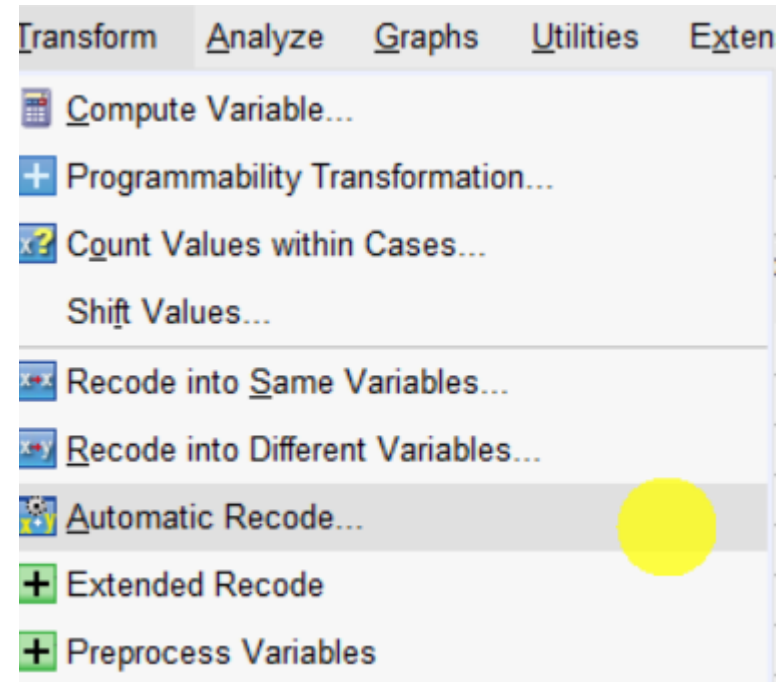 Transform Analyze Graphs Utilities Exten
Compute Variable...
Programmability Transformation...
Count Values within Cases...
Shift Values...
Recode into Same Variables...
Recode into Different Variables...
Automatic Recode...
Extended Recode
Preprocess Variables